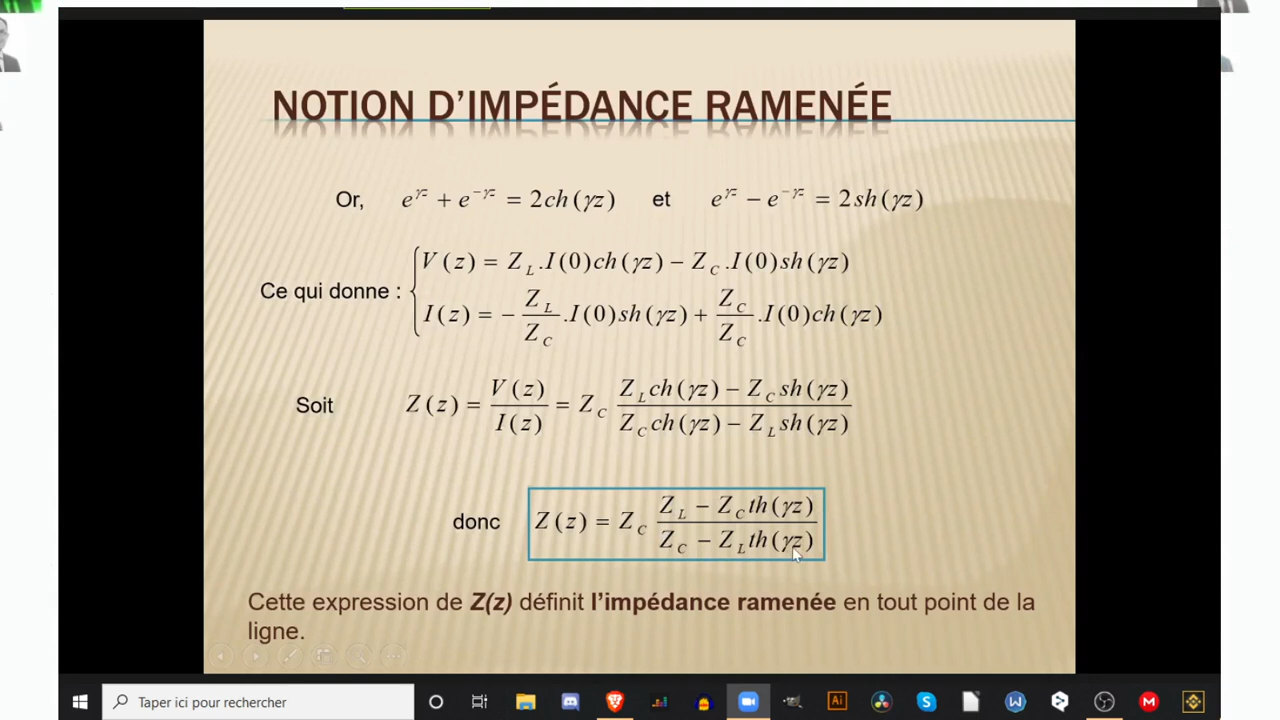 NOTION D'IMPÉDANCE RAMENÉE
Or, e^{γz} + e^{-γz} = 2ch(γz) et e^{γz} - e^{-γz} = 2sh(γz)
Ce qui donne : { V(z) = Z_L.I(0)ch(γz) - Z_C.I(0)sh(γz)
I(z) = - Z_L/Z_C .I(0)sh(γz) + Z_C/Z_C .I(0)ch(γz)
Soit Z(z) = V(z)/I(z) = Z_C (Z_L ch(γz) - Z_C sh(γz))/(Z_C ch(γz) - Z_L sh(γz))
donc Z(z) = Z_C (Z_L - Z_C th(γz))/(Z_C - Z_L th(γz))
Cette expression de Z(z) définit l'impédance ramenée en tout point de la
ligne.
Taper ici pour rechercher